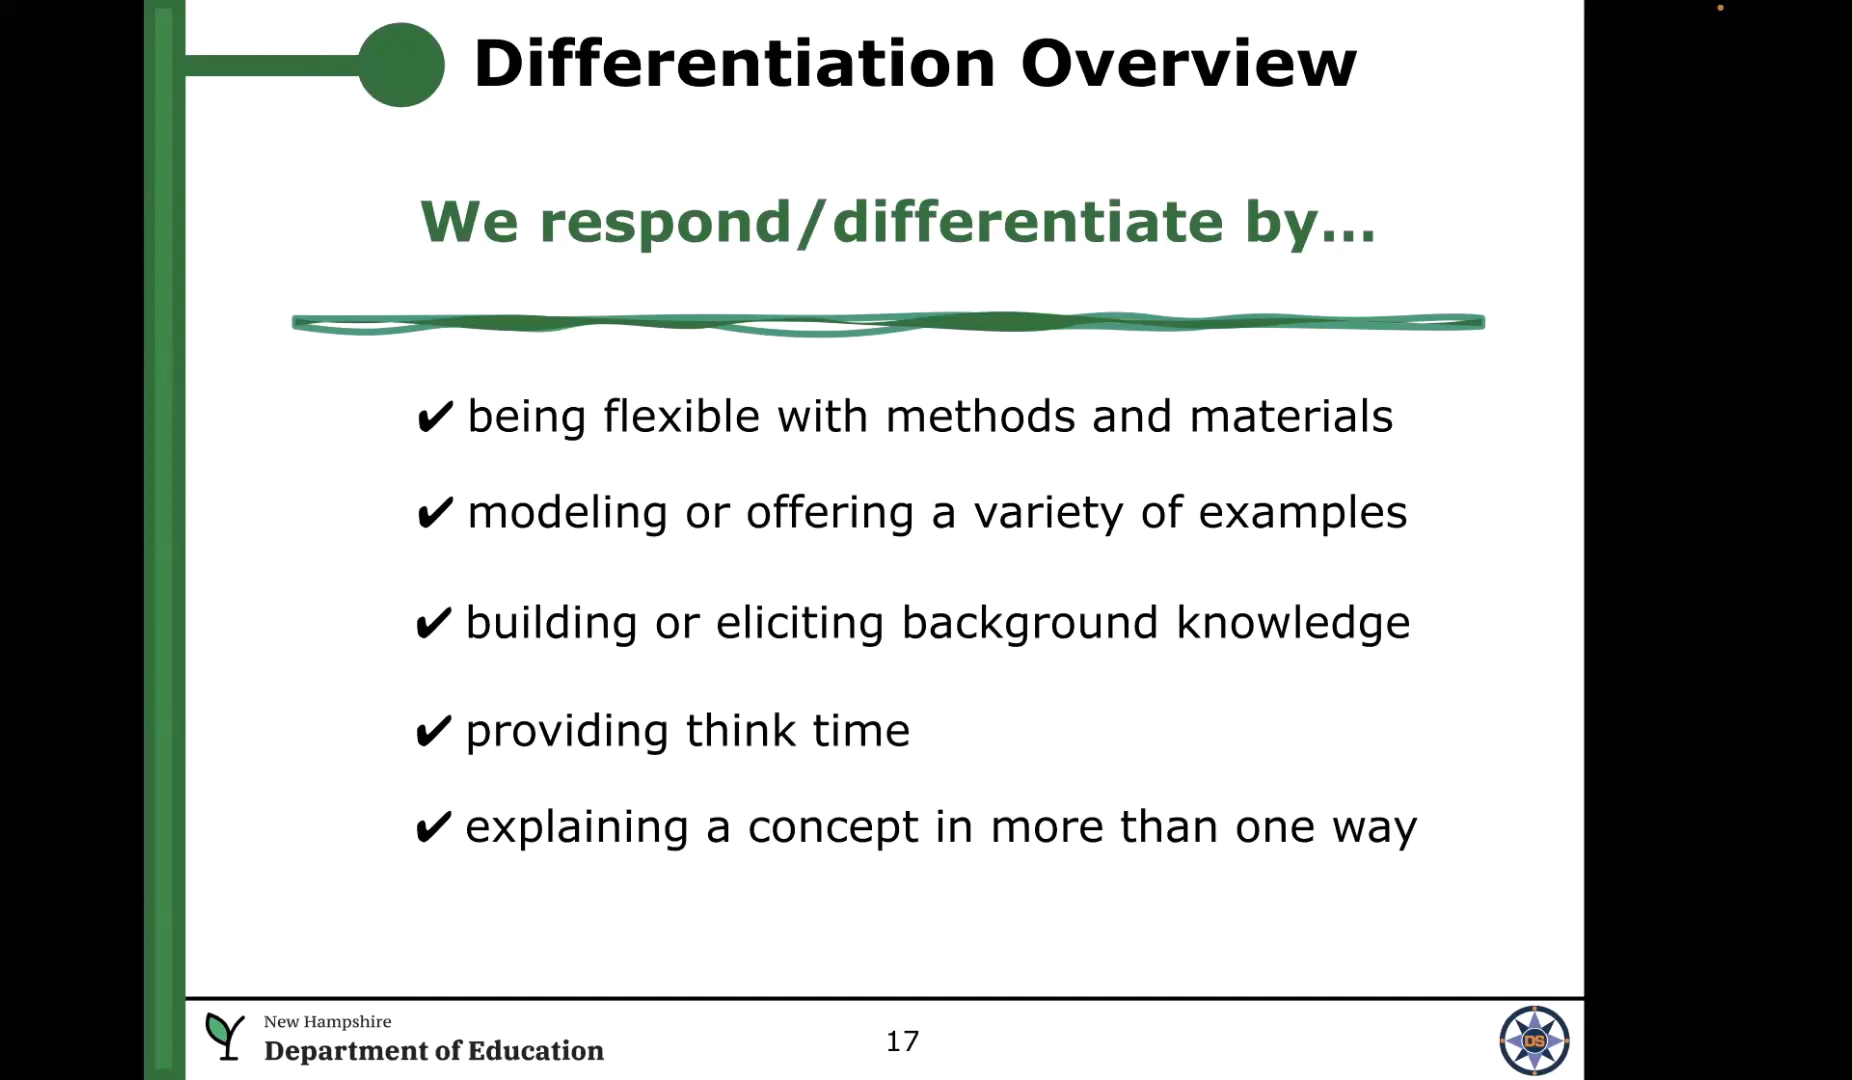 Differentiation Overview
We respond/differentiate by...
✔ being flexible with methods and materials
✔ modeling or offering a variety of examples
✔ building or eliciting background knowledge
✔ providing think time
✔ explaining a concept in more than one way
New Hampshire
Department of Education
17
DS